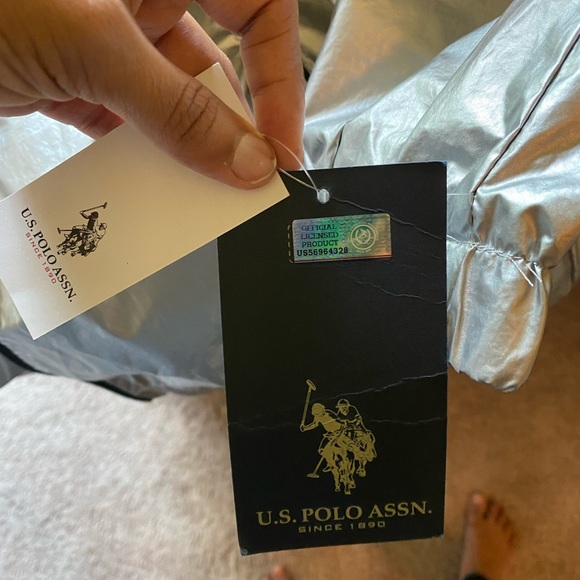 U.S. POLO ASSN.
SINCE 1890
OFFICIAL
LICENSED
PRODUCT
US56964328
U.S. POLO ASSN.
SINCE 1890